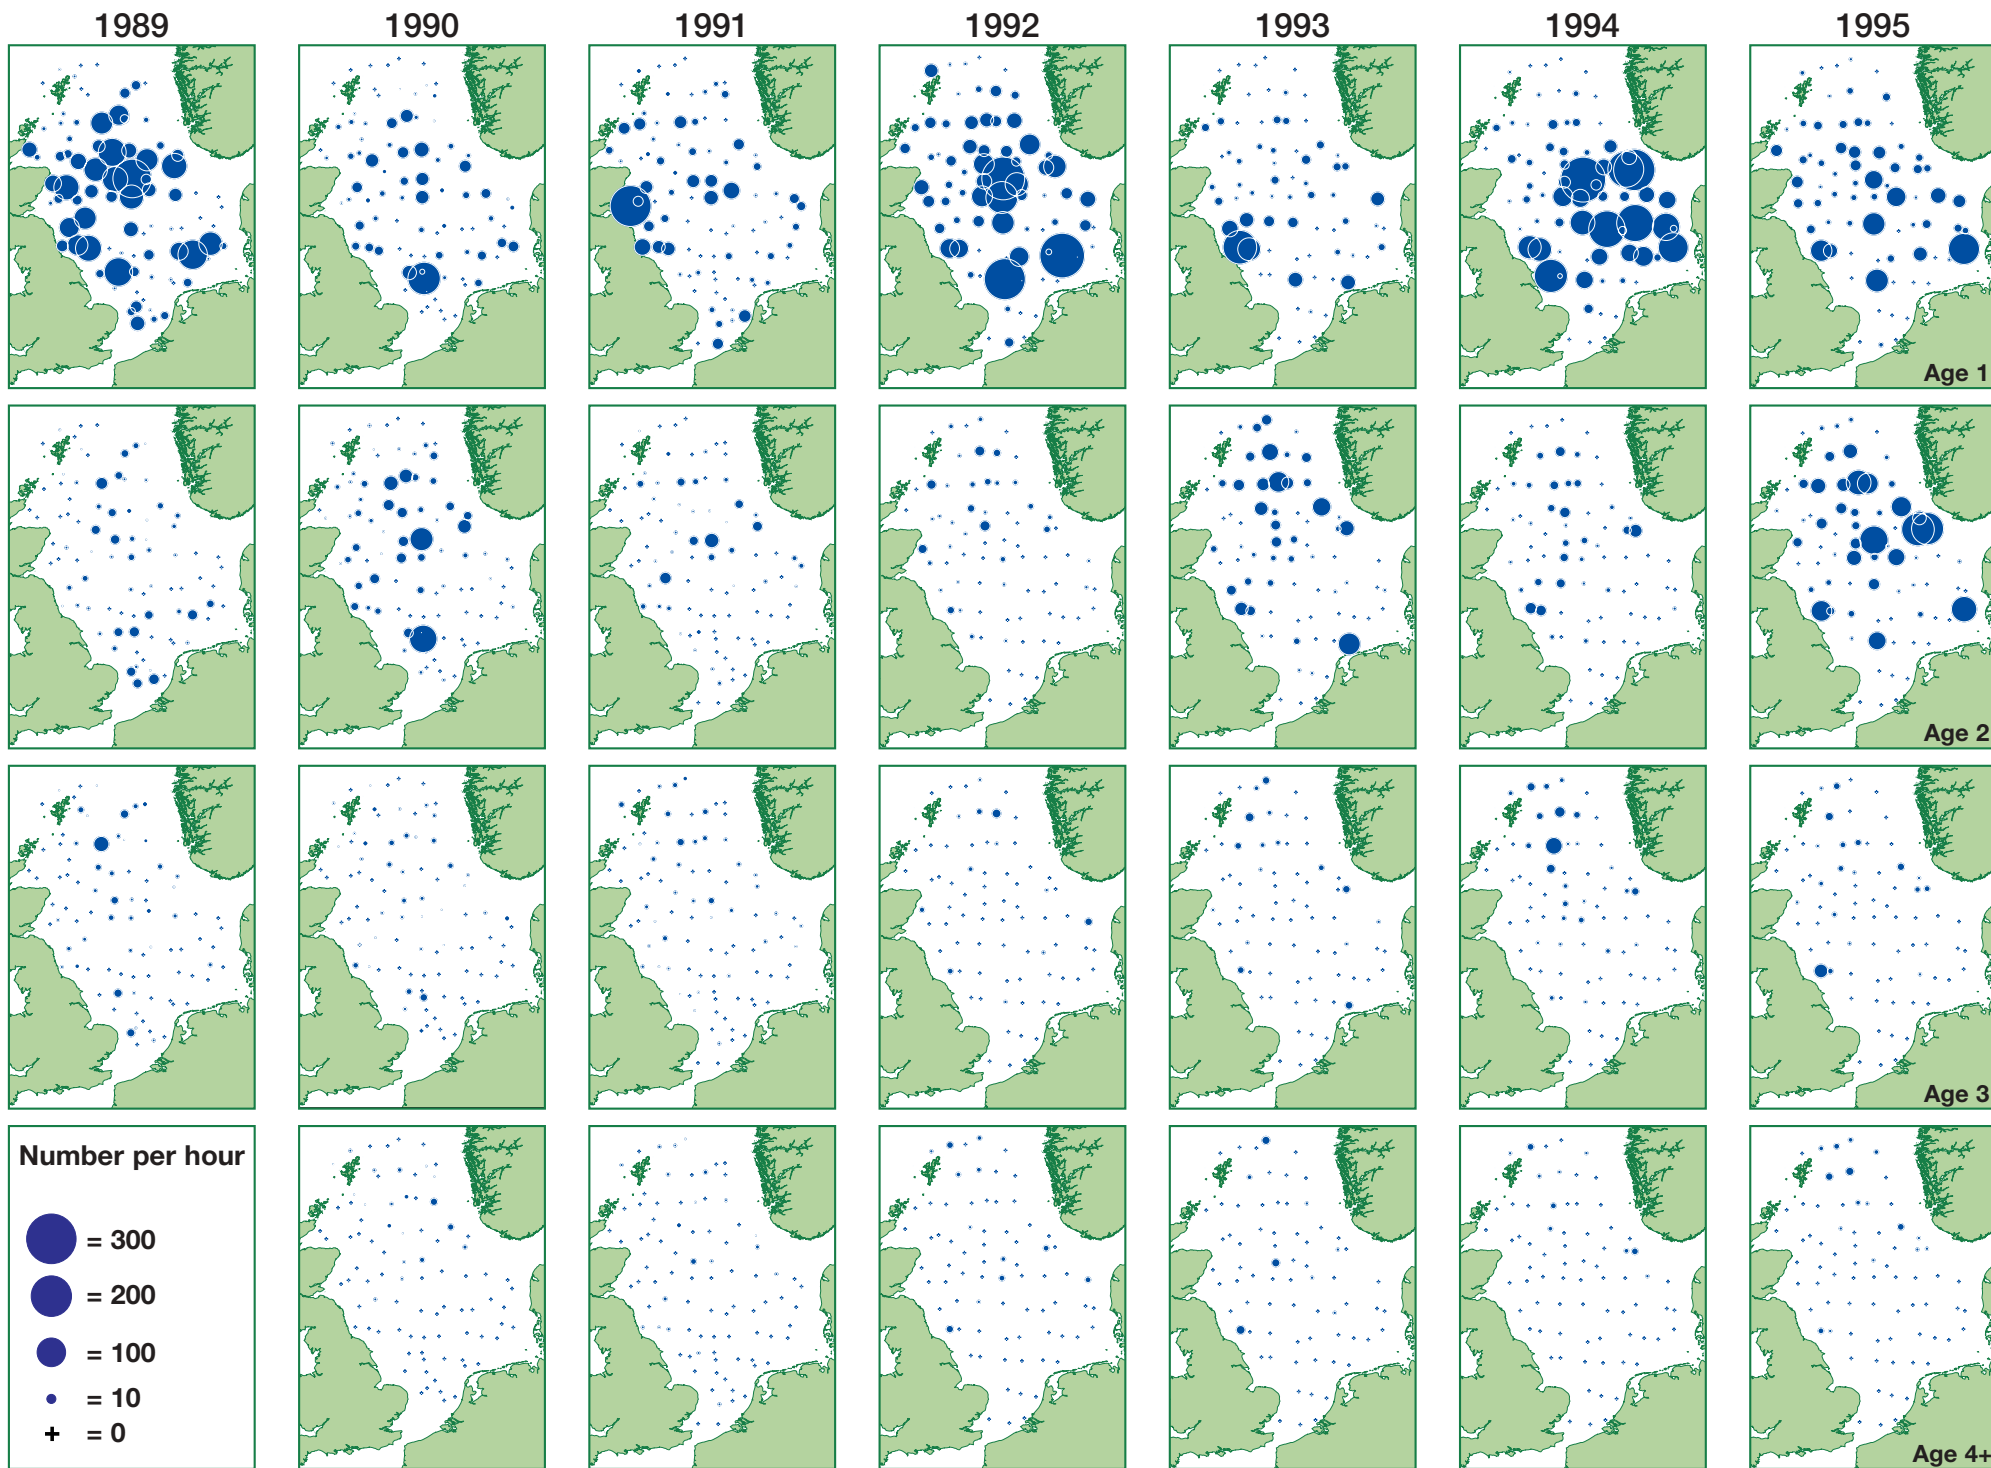 1989 1990 1991 1992 1993 1994 1995
Age 1
Age 2
Age 3
Number per hour
= 300
= 200
= 100
= 10
= 0
Age 4+